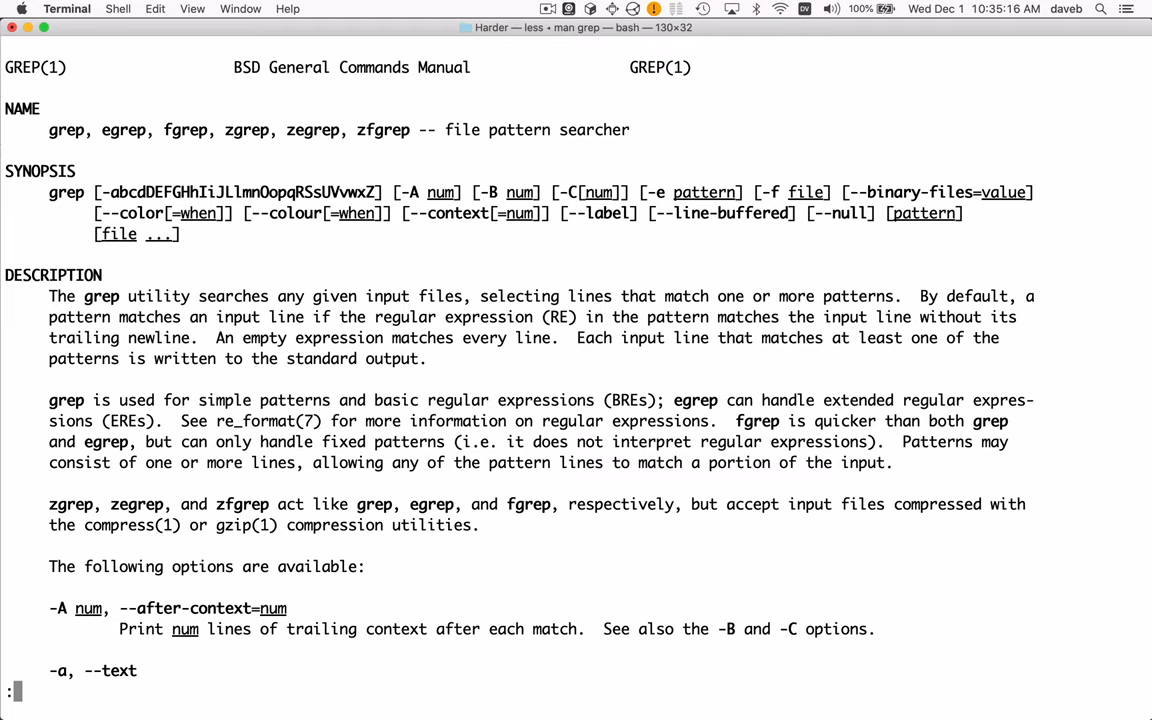 Terminal Shell Edit View Window Help DV 100% Wed Dec 1 10:35:16 AM daveb
Harder — less • man grep — bash — 130×32
GREP(1) BSD General Commands Manual GREP(1)
NAME
grep, egrep, fgrep, zgrep, zegrep, zfgrep -- file pattern searcher
SYNOPSIS
grep [-abcdDEFGHhIiJLlmnOopqRSsUVvwxZ] [-A num] [-B num] [-C[num]] [-e pattern] [-f file] [--binary-files=value]
[--color[=when]] [--colour[=when]] [--context[=num]] [--label] [--line-buffered] [--null] [pattern]
[file ...]
DESCRIPTION
The grep utility searches any given input files, selecting lines that match one or more patterns.  By default, a
pattern matches an input line if the regular expression (RE) in the pattern matches the input line without its
trailing newline.  An empty expression matches every line.  Each input line that matches at least one of the
patterns is written to the standard output.
grep is used for simple patterns and basic regular expressions (BREs); egrep can handle extended regular expres-
sions (EREs).  See re_format(7) for more information on regular expressions.  fgrep is quicker than both grep
and egrep, but can only handle fixed patterns (i.e. it does not interpret regular expressions).  Patterns may
consist of one or more lines, allowing any of the pattern lines to match a portion of the input.
zgrep, zegrep, and zfgrep act like grep, egrep, and fgrep, respectively, but accept input files compressed with
the compress(1) or gzip(1) compression utilities.
The following options are available:
-A num, --after-context=num
Print num lines of trailing context after each match.  See also the -B and -C options.
-a, --text
: